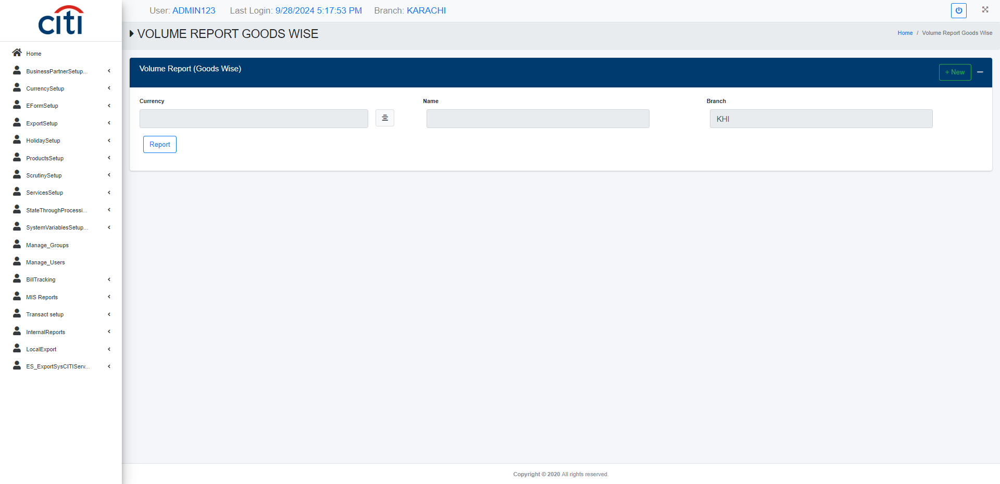 citi
User: ADMIN123 Last Login: 9/28/2024 5:17:53 PM Branch: KARACHI
VOLUME REPORT GOODS WISE
Home / Volume Report Goods Wise
Home
BusinessPartnerSetup...
CurrencySetup
EFormSetup
ExportSetup
HolidaySetup
ProductsSetup
ScrutinySetup
ServicesSetup
StateThroughProcessi...
SystemVariablesSetup...
Manage_Groups
Manage_Users
BillTracking
MIS Reports
Transact setup
InternalReports
LocalExport
ES_ExportSysCITIServ...
Volume Report (Goods Wise)
+ New
Currency Name Branch
KHI
Report
Copyright © 2020 All rights reserved.